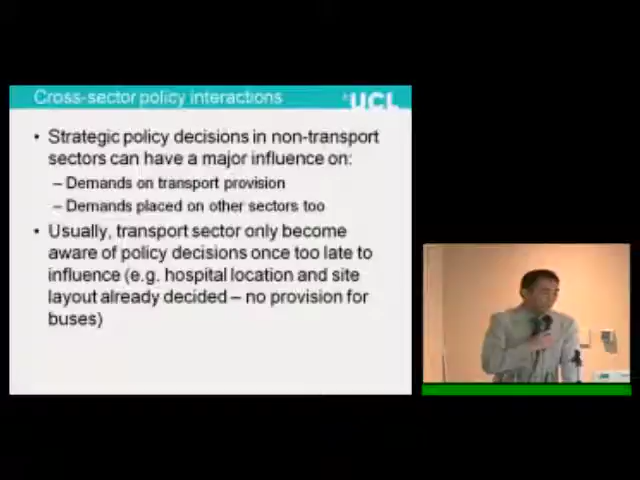 Cross-sector policy interactions
UCL
• Strategic policy decisions in non-transport
sectors can have a major influence on:
– Demands on transport provision
– Demands placed on other sectors too
• Usually, transport sector only become
aware of policy decisions once too late to
influence (e.g. hospital location and site
layout already decided – no provision for
buses)